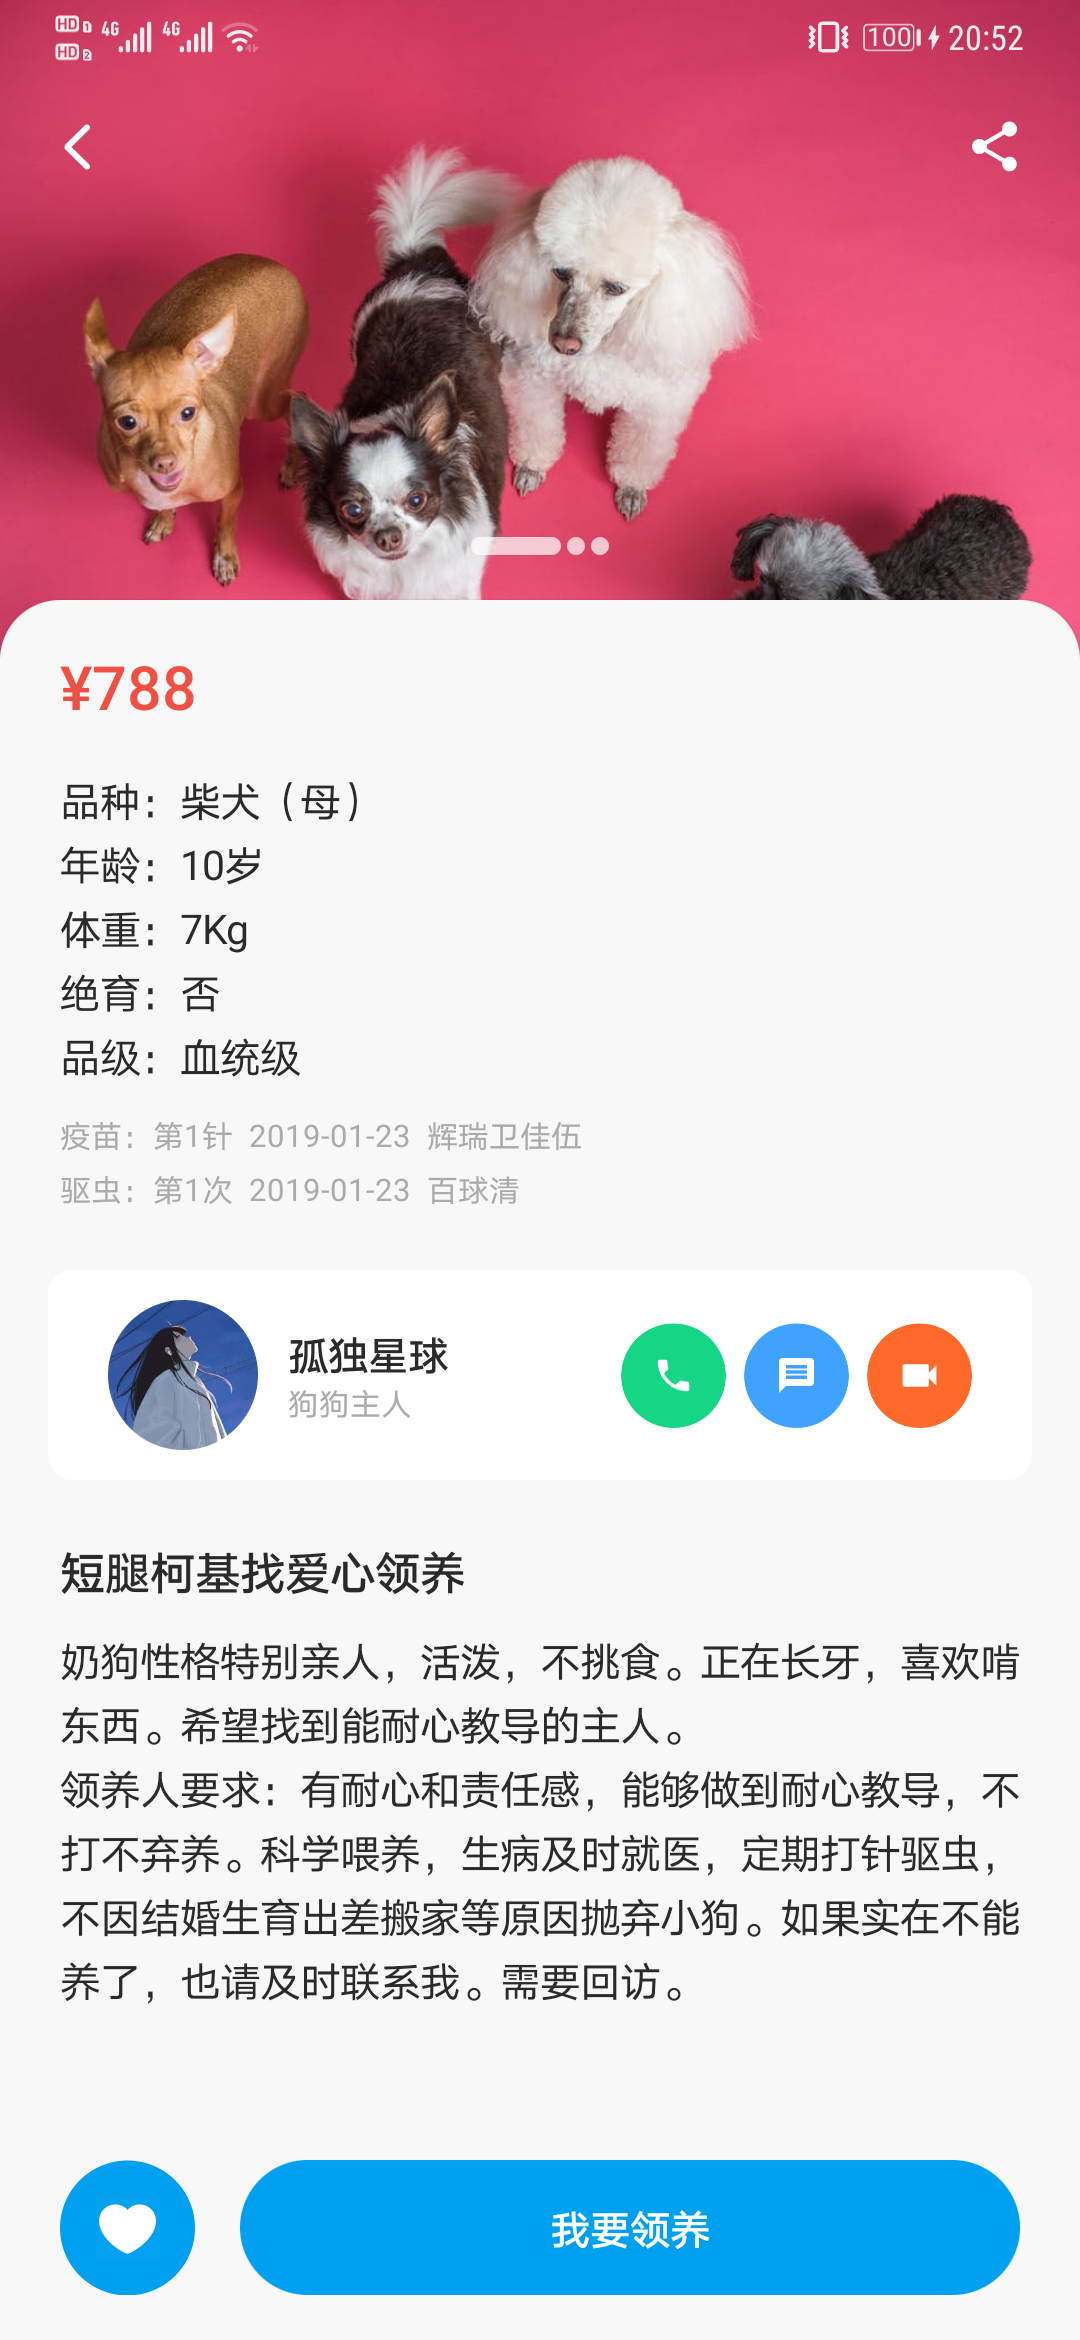 HD 1 4G 4G
HD 2
100 20:52
¥788
品种：柴犬（母）
年龄：10岁
体重：7Kg
绝育：否
品级：血统级
疫苗：第1针 2019-01-23 辉瑞卫佳伍
驱虫：第1次 2019-01-23 百球清
孤独星球
狗狗主人
短腿柯基找爱心领养
奶狗性格特别亲人，活泼，不挑食。正在长牙，喜欢啃
东西。希望找到能耐心教导的主人。
领养人要求：有耐心和责任感，能够做到耐心教导，不
打不弃养。科学喂养，生病及时就医，定期打针驱虫，
不因结婚生育出差搬家等原因抛弃小狗。如果实在不能
养了，也请及时联系我。需要回访。
我要领养